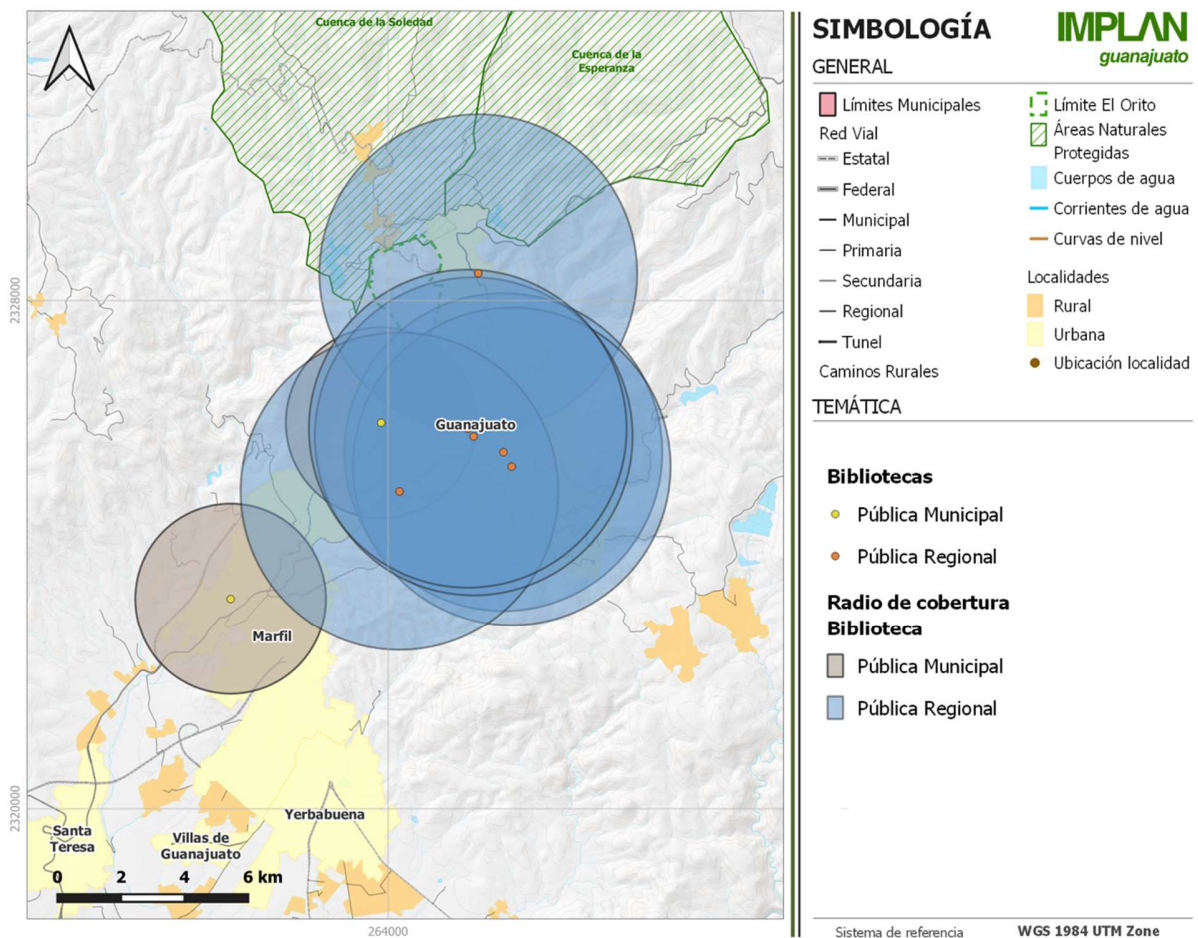 Cuenca de la Soledad
Cuenca de la
Esperanza
2328000
Guanajuato
Marfil
2320000
Yerbabuena
Santa
Teresa
Villas de
Guanajuato
0 2 4 6 km
264000
SIMBOLOGÍA
IMPLAN
guanajuato
GENERAL
Límites Municipales
Red Vial
Estatal
Federal
Municipal
Primaria
Secundaria
Regional
Tunel
Caminos Rurales
Límite El Orito
Áreas Naturales
Protegidas
Cuerpos de agua
Corrientes de agua
Curvas de nivel
Localidades
Rural
Urbana
Ubicación localidad
TEMÁTICA
Bibliotecas
Pública Municipal
Pública Regional
Radio de cobertura
Biblioteca
Pública Municipal
Pública Regional
Sistema de referencia WGS 1984 UTM Zone